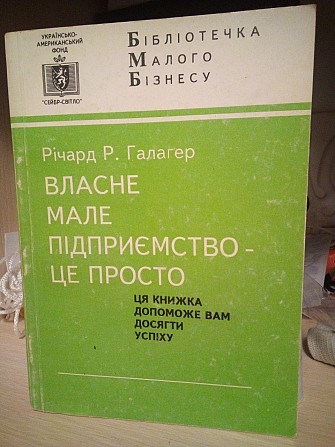 УКРАЇНСЬКО-
АМЕРИКАНСЬКИЙ
ФОНД
"СЕЙБР-СВІТЛО"
БІБЛІОТЕЧКА
МАЛОГО
БІЗНЕСУ
Річард Р. Галагер
ВЛАСНЕ
МАЛЕ
ПІДПРИЄМСТВО -
ЦЕ ПРОСТО
ЦЯ КНИЖКА
ДОПОМОЖЕ ВАМ
ДОСЯГТИ
УСПІХУ